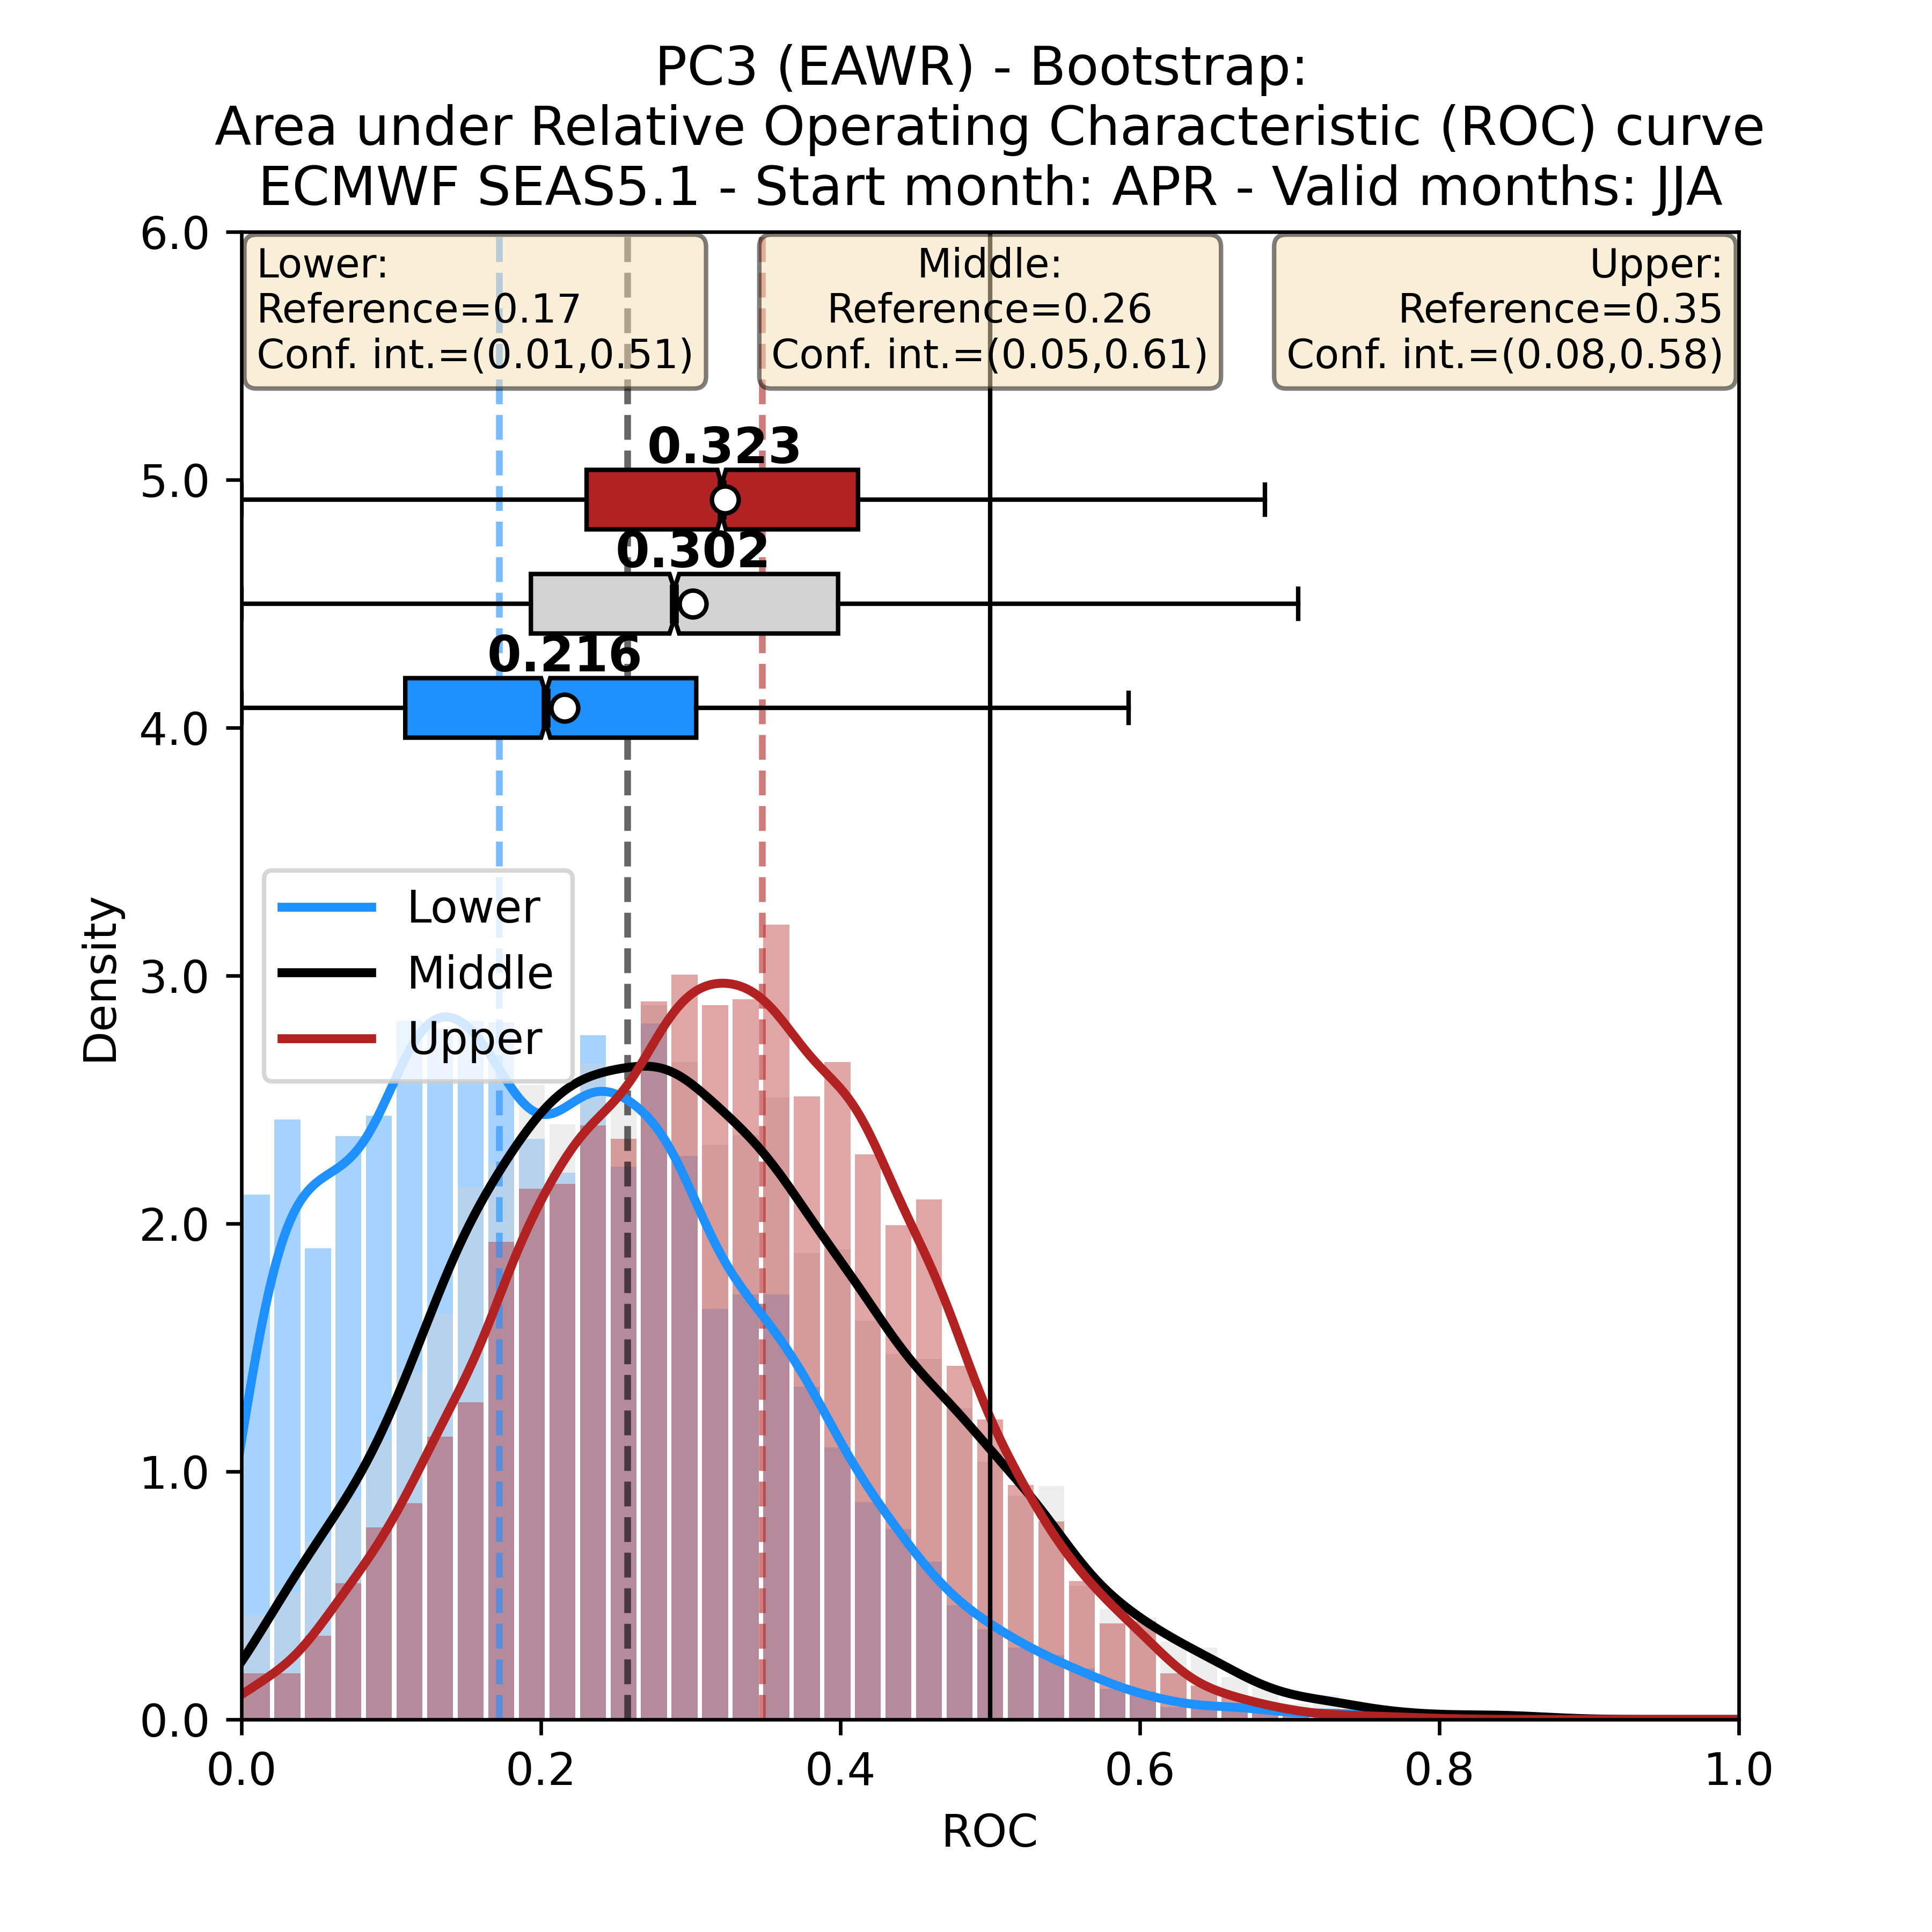 PC3 (EAWR) - Bootstrap:
Area under Relative Operating Characteristic (ROC) curve
ECMWF SEAS5.1 - Start month: APR - Valid months: JJA
Lower:
Reference=0.17
Conf. int.=(0.01,0.51)
Middle:
Reference=0.26
Conf. int.=(0.05,0.61)
Upper:
Reference=0.35
Conf. int.=(0.08,0.58)
0.323
0.302
0.216
Lower
Middle
Upper
Density
6.0
5.0
4.0
3.0
2.0
1.0
0.0
0.0 0.2 0.4 0.6 0.8 1.0
ROC